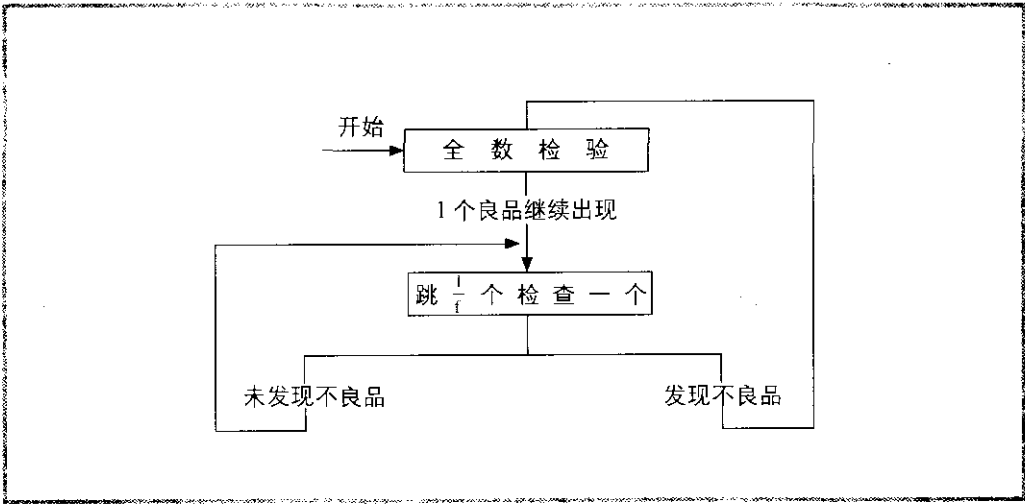 开始
全数检验
1个良品继续出现
跳 1/f 个检查一个
未发现不良品
发现不良品